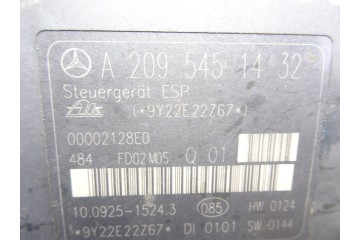 A 209 545 14 32
Steuergerät ESP
Ate (*9Y22E22Z67*)
00002128E0
484 FD02M05 Q 01
10.0925-1524.3 085 HW 0124
*9Y22E22Z67* DI 0101 SW 0144